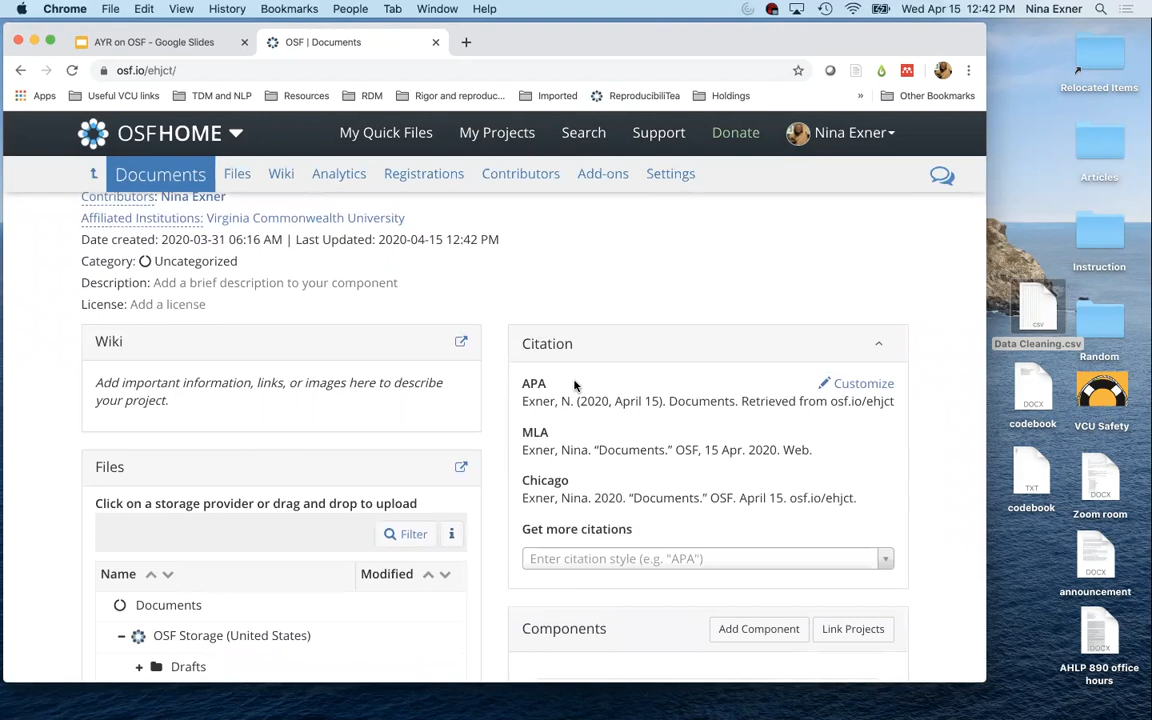 Chrome File Edit View History Bookmarks People Tab Window Help Wed Apr 15 12:42 PM Nina Exner
AYR on OSF - Google Slides × OSF | Documents × +
osf.io/ehjct/
Apps Useful VCU links TDM and NLP Resources RDM Rigor and reproduc... Imported ReproducibiliTea Holdings » Other Bookmarks
OSFHOME My Quick Files My Projects Search Support Donate Nina Exner
Documents Files Wiki Analytics Registrations Contributors Add-ons Settings
Contributors: Nina Exner
Affiliated Institutions: Virginia Commonwealth University
Date created: 2020-03-31 06:16 AM | Last Updated: 2020-04-15 12:42 PM
Category: Uncategorized
Description: Add a brief description to your component
License: Add a license
Wiki
Add important information, links, or images here to describe
your project.
Files
Click on a storage provider or drag and drop to upload
Filter i
Name Modified
Documents
OSF Storage (United States)
Drafts
Citation
APA Customize
Exner, N. (2020, April 15). Documents. Retrieved from osf.io/ehjct
MLA
Exner, Nina. “Documents.” OSF, 15 Apr. 2020. Web.
Chicago
Exner, Nina. 2020. “Documents.” OSF. April 15. osf.io/ehjct.
Get more citations
Enter citation style (e.g. "APA")
Components Add Component Link Projects
Relocated Items
Articles
Instruction
CSV
Data Cleaning.csv
Random
DOCX
codebook
VCU Safety
TXT
codebook
DOCX
Zoom room
DOCX
announcement
DOCX
AHLP 890 office
hours